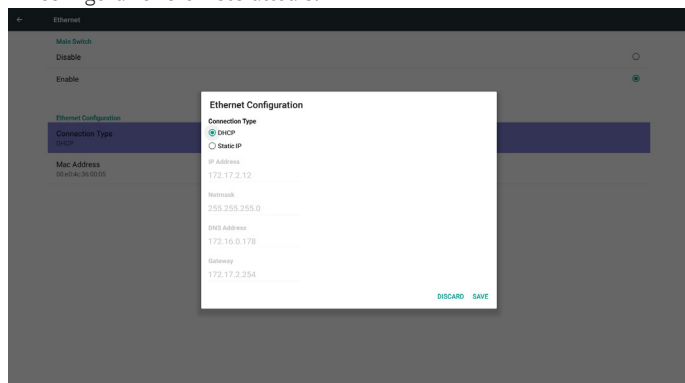 Ethernet
Main Switch
Disable
Enable
Ethernet Configuration
Connection Type
DHCP
Mac Address
00:e0:4c:36:00:05
Ethernet Configuration
Connection Type
DHCP
Static IP
IP Address
172.17.2.12
Netmask
255.255.255.0
DNS Address
172.16.0.178
Gateway
172.17.2.254
DISCARD SAVE